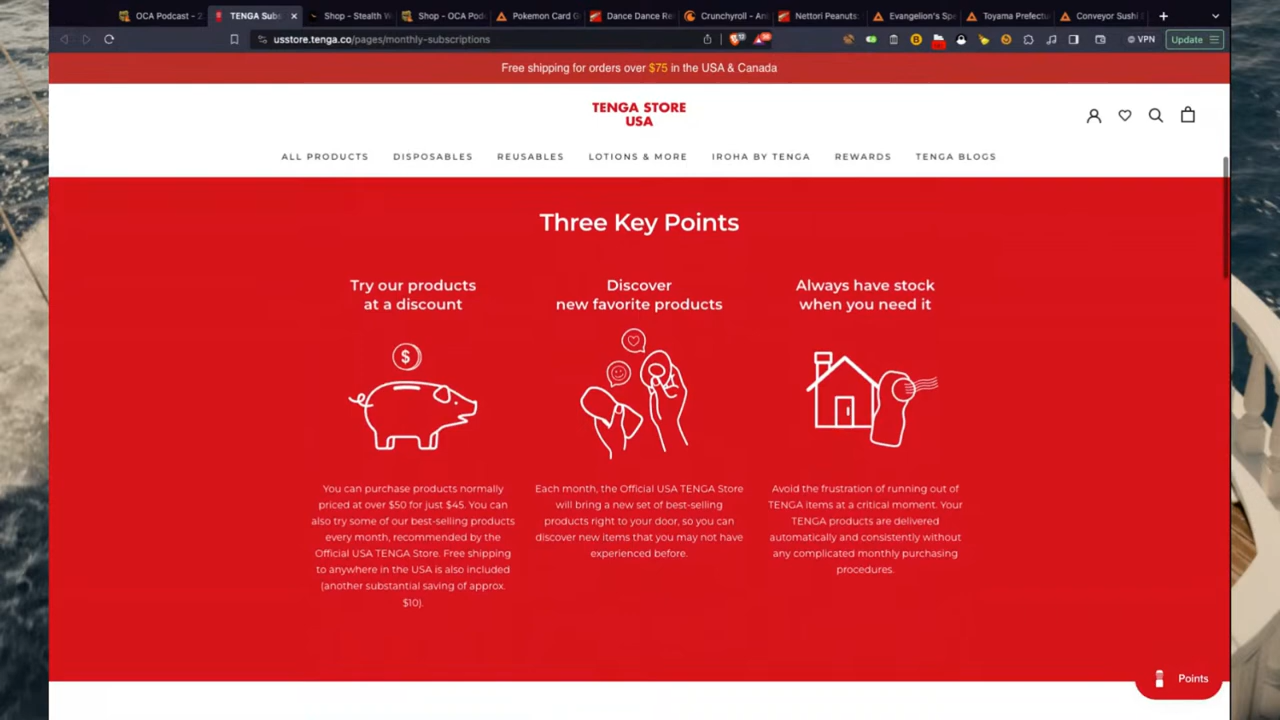 OCA Podcast - 2
TENGA Subs
Shop - Stealth W
Shop - OCA Pod
Pokemon Card G
Dance Dance Re
Crunchyroll - An
Nettori Peanuts
Evangelion's Spe
Toyama Prefectu
Conveyor Sushi
usstore.tenga.co/pages/monthly-subscriptions
VPN
Update
Free shipping for orders over $75 in the USA & Canada
TENGA STORE
USA
ALL PRODUCTS
DISPOSABLES
REUSABLES
LOTIONS & MORE
IROHA BY TENGA
REWARDS
TENGA BLOGS
Three Key Points
Try our products
at a discount
$
You can purchase products normally
priced at over $50 for just $45. You can
also try some of our best-selling products
every month, recommended by the
Official USA TENGA Store. Free shipping
to anywhere in the USA is also included
(another substantial saving of approx.
$10).
Discover
new favorite products
Each month, the Official USA TENGA Store
will bring a new set of best-selling
products right to your door, so you can
discover new items that you may not have
experienced before.
Always have stock
when you need it
Avoid the frustration of running out of
TENGA items at a critical moment. Your
TENGA products are delivered
automatically and consistently without
any complicated monthly purchasing
procedures.
Points